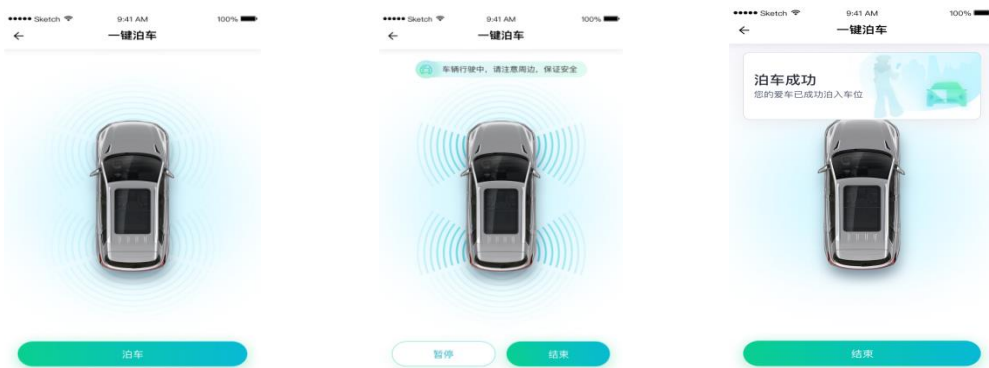 Sketch 9:41 AM 100%
一键泊车
泊车
Sketch 9:41 AM 100%
一键泊车
车辆行驶中，请注意周边，保证安全
暂停 结束
Sketch 9:41 AM 100%
一键泊车
泊车成功
您的爱车已成功泊入车位
结束